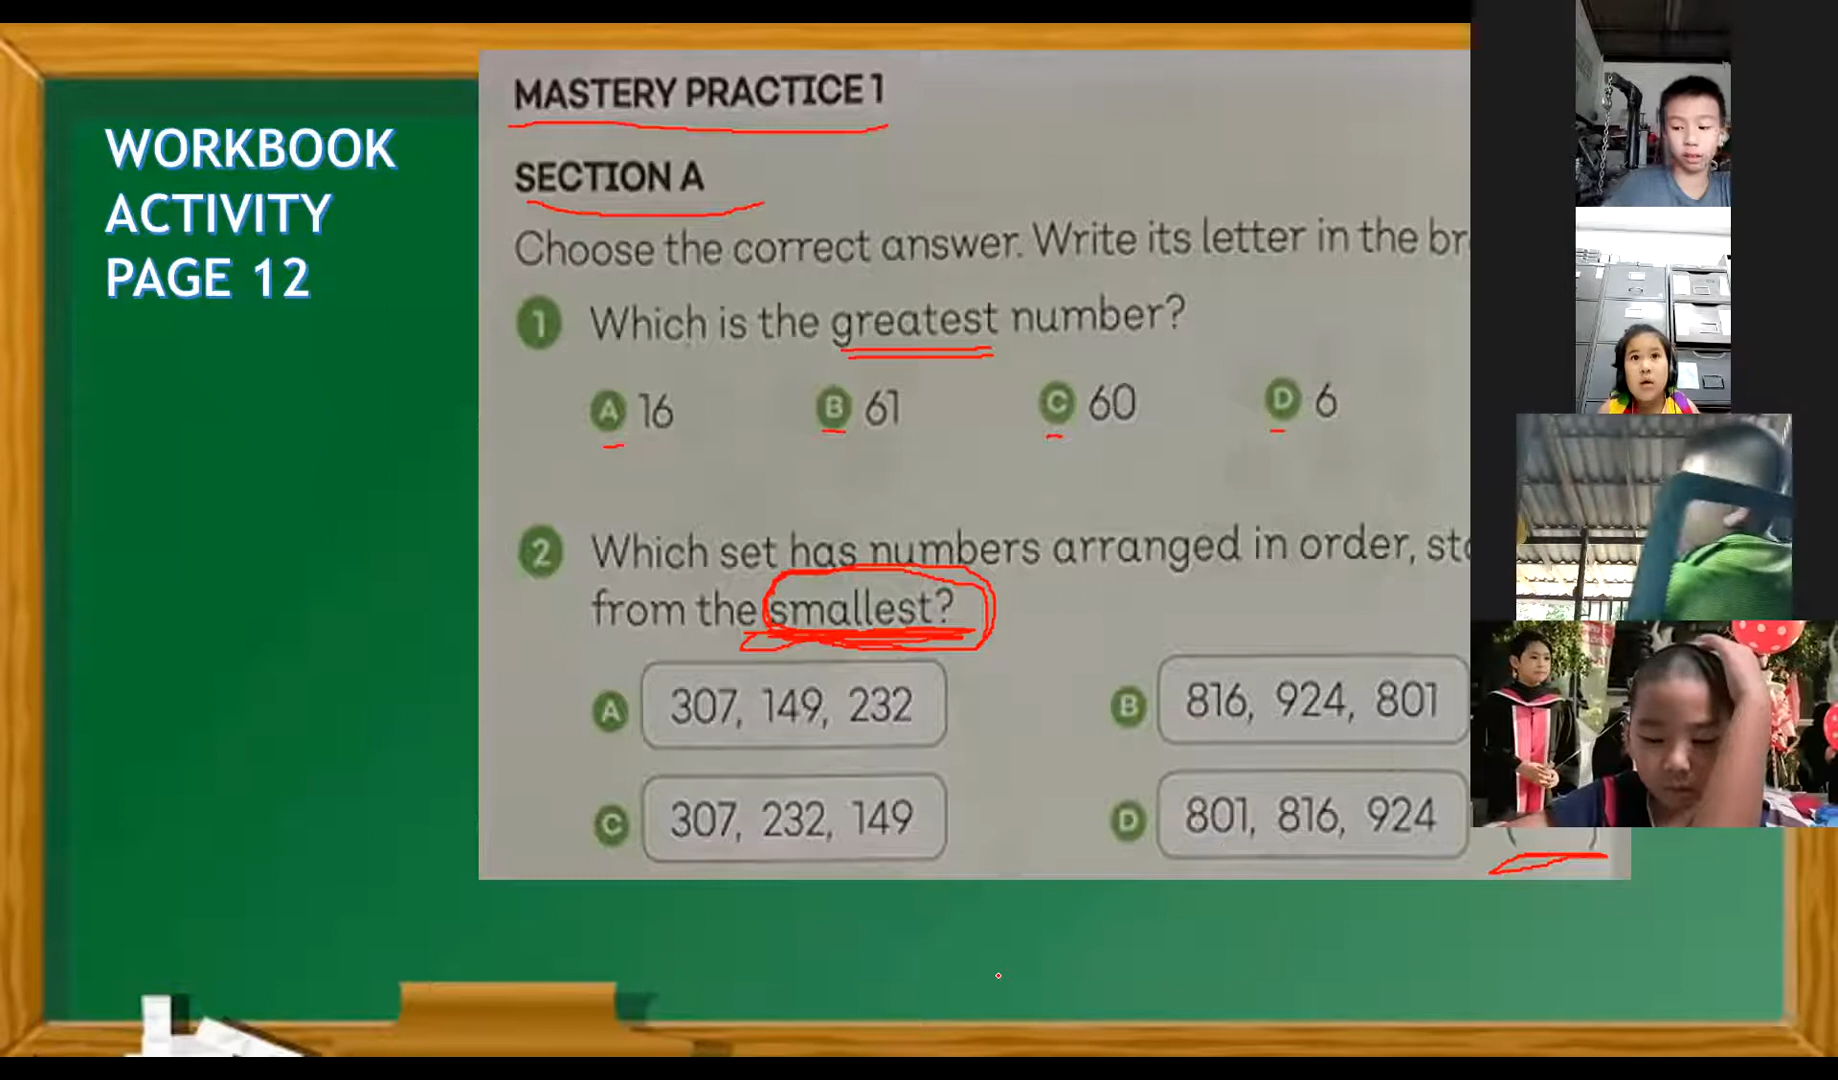 WORKBOOK
ACTIVITY
PAGE 12
MASTERY PRACTICE 1
SECTION A
Choose the correct answer. Write its letter in the
1 Which is the greatest number?
A 16 B 61 C 60 D 6
2 Which set has numbers arranged in order,
from the smallest?
A 307, 149, 232 B 816, 924, 801
C 307, 232, 149 D 801, 816, 924
( )